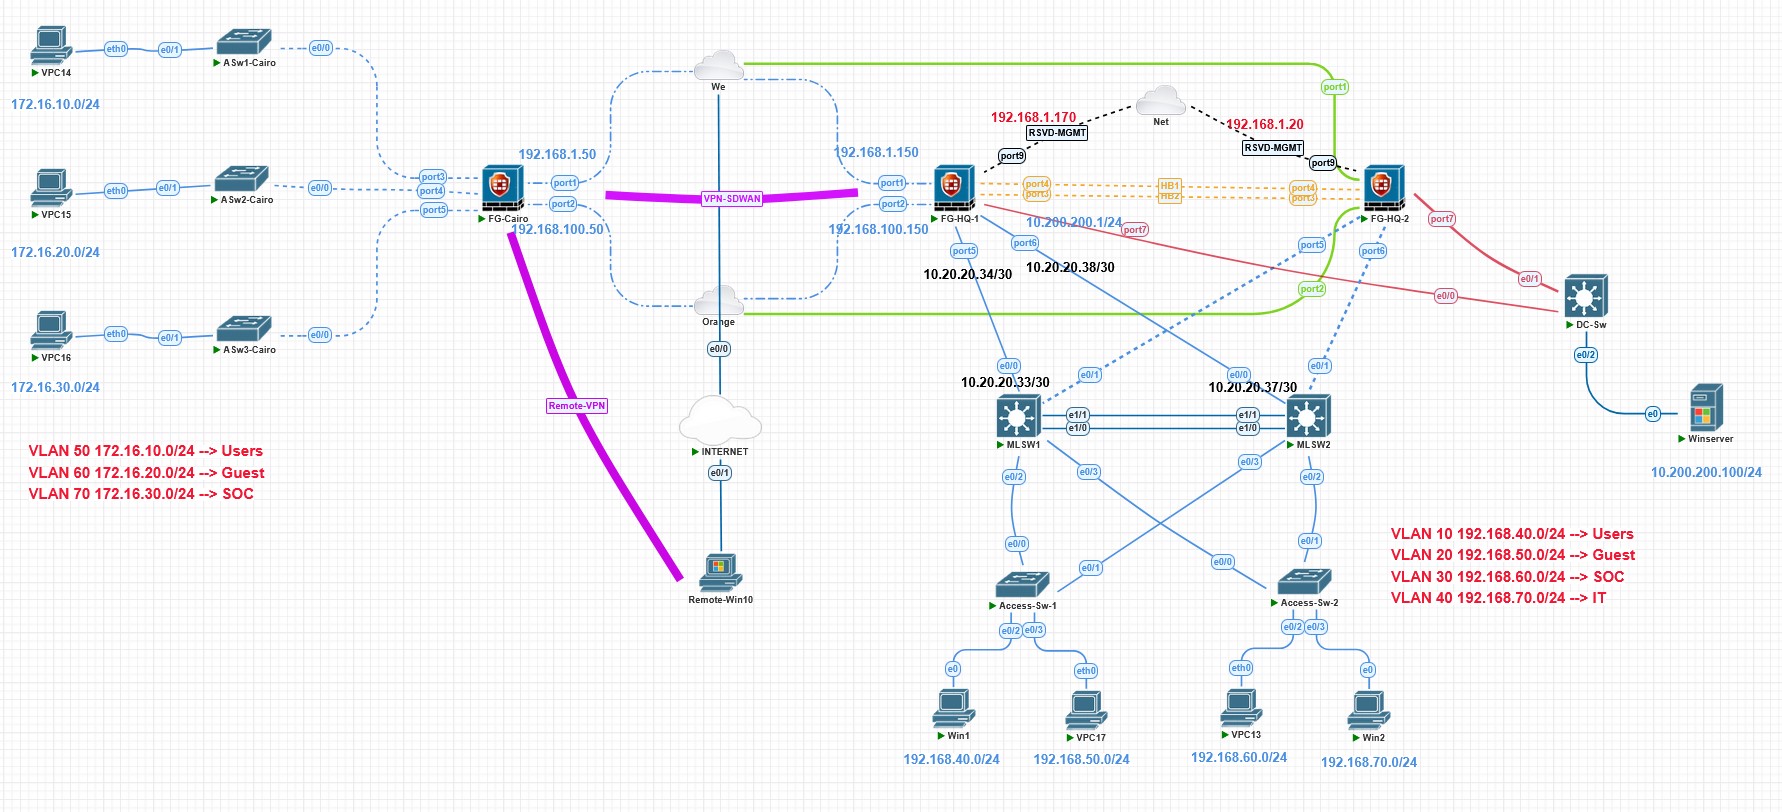 VPC14
eth0
e0/1
ASw1-Cairo
e0/0
172.16.10.0/24
VPC15
eth0
e0/1
ASw2-Cairo
e0/0
172.16.20.0/24
VPC16
eth0
e0/1
ASw3-Cairo
e0/0
172.16.30.0/24
VLAN 50 172.16.10.0/24 --> Users
VLAN 60 172.16.20.0/24 --> Guest
VLAN 70 172.16.30.0/24 --> SOC
port3
port4
port5
FG-Cairo
port1
port2
192.168.1.50
192.168.100.50
We
VPN-SDWAN
Orange
e0/0
Remote-VPN
INTERNET
e0/1
Remote-Win10
192.168.1.150
192.168.100.150
port1
port2
FG-HQ-1
192.168.1.170
RSVD-MGMT
port9
Net
192.168.1.20
RSVD-MGMT
port9
port1
port4
port3
HB1
HB2
port4
port3
FG-HQ-2
10.200.200.1/24
port7
port7
port5
port6
port5
port6
port2
10.20.20.34/30
10.20.20.38/30
e0/0
e0/1
DC-Sw
e0/2
e0
Winserver
10.200.200.100/24
e0/0
e0/1
e0/0
e0/1
10.20.20.33/30
10.20.20.37/30
MLSW1
e1/1
e1/0
e1/1
e1/0
MLSW2
e0/2
e0/3
e0/3
e0/2
e0/0
e0/1
e0/0
e0/1
Access-Sw-1
Access-Sw-2
e0/2
e0/3
e0/2
e0/3
e0
eth0
eth0
e0
Win1
VPC17
VPC13
Win2
192.168.40.0/24
192.168.50.0/24
192.168.60.0/24
192.168.70.0/24
VLAN 10 192.168.40.0/24 --> Users
VLAN 20 192.168.50.0/24 --> Guest
VLAN 30 192.168.60.0/24 --> SOC
VLAN 40 192.168.70.0/24 --> IT